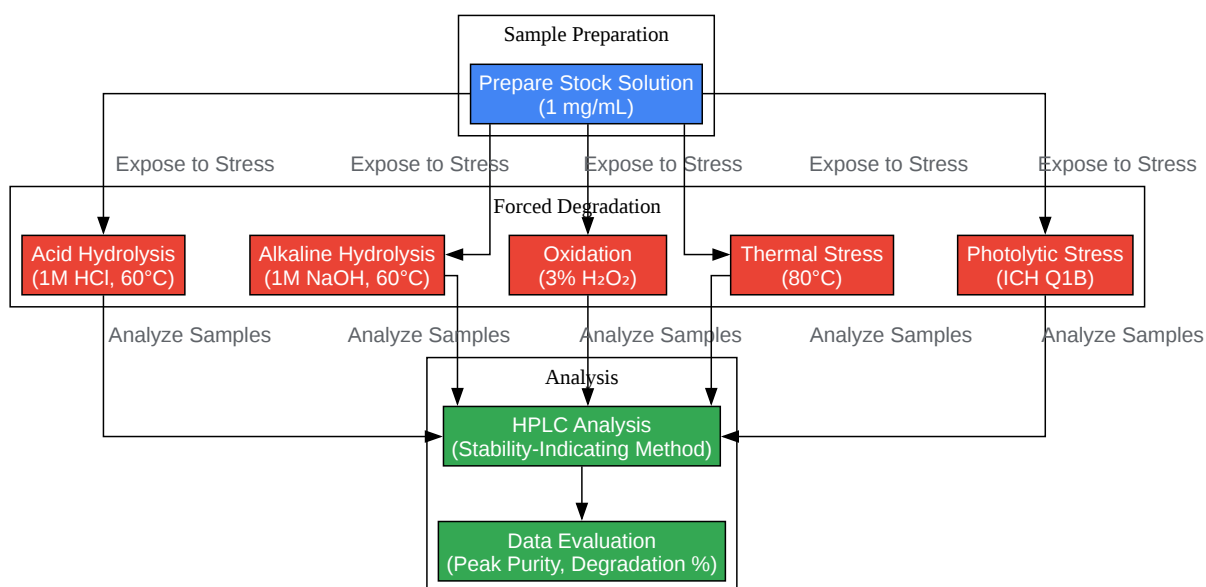 Sample Preparation
Prepare Stock Solution
(1 mg/mL)
Expose to Stress
Expose to Stress
Expose to Stress
Expose to Stress
Expose to Stress
Forced Degradation
Acid Hydrolysis
(1M HCl, 60°C)
Alkaline Hydrolysis
(1M NaOH, 60°C)
Oxidation
(3% H₂O₂)
Thermal Stress
(80°C)
Photolytic Stress
(ICH Q1B)
Analyze Samples
Analyze Samples
Analyze Samples
Analyze Samples
Analyze Samples
Analysis
HPLC Analysis
(Stability-Indicating Method)
Data Evaluation
(Peak Purity, Degradation %)